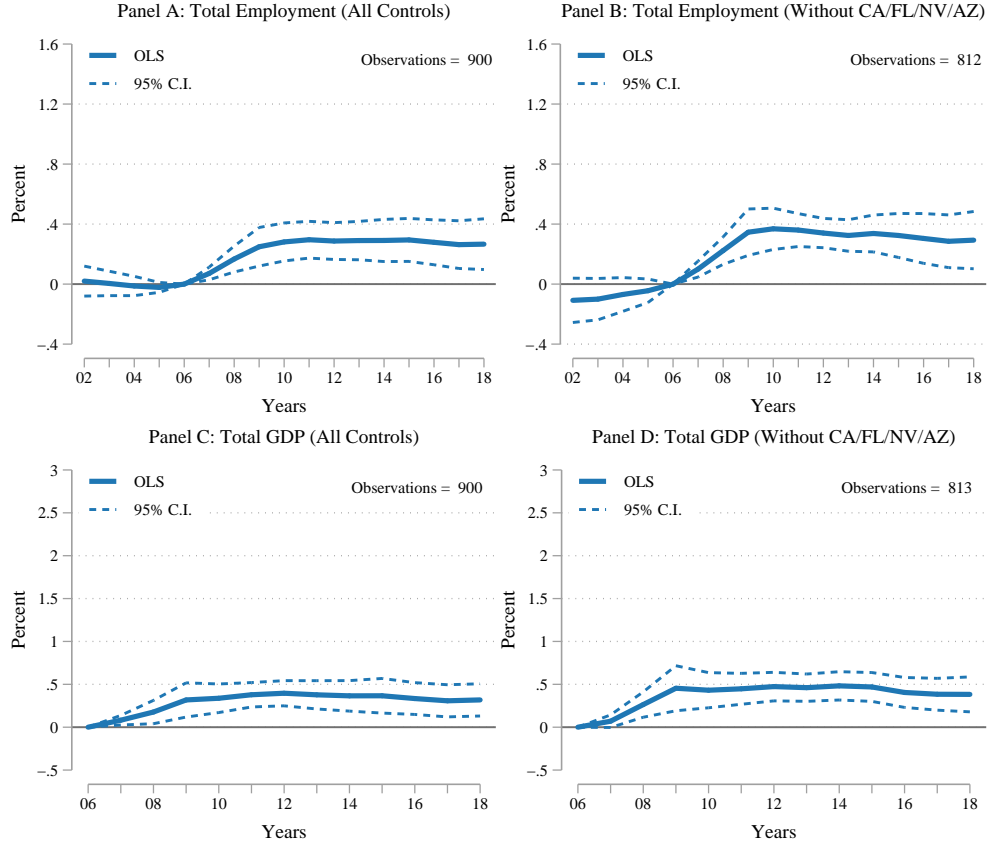 Panel A: Total Employment (All Controls)
1.6
1.2
.8
.4
0
−.4
Percent
OLS
95% C.I.
Observations = 900
02 04 06 08 10 12 14 16 18
Years
Panel B: Total Employment (Without CA/FL/NV/AZ)
1.6
1.2
.8
.4
0
−.4
Percent
OLS
95% C.I.
Observations = 812
02 04 06 08 10 12 14 16 18
Years
Panel C: Total GDP (All Controls)
3
2.5
2
1.5
1
.5
0
−.5
Percent
OLS
95% C.I.
Observations = 900
06 08 10 12 14 16 18
Years
Panel D: Total GDP (Without CA/FL/NV/AZ)
3
2.5
2
1.5
1
.5
0
−.5
Percent
OLS
95% C.I.
Observations = 813
06 08 10 12 14 16 18
Years